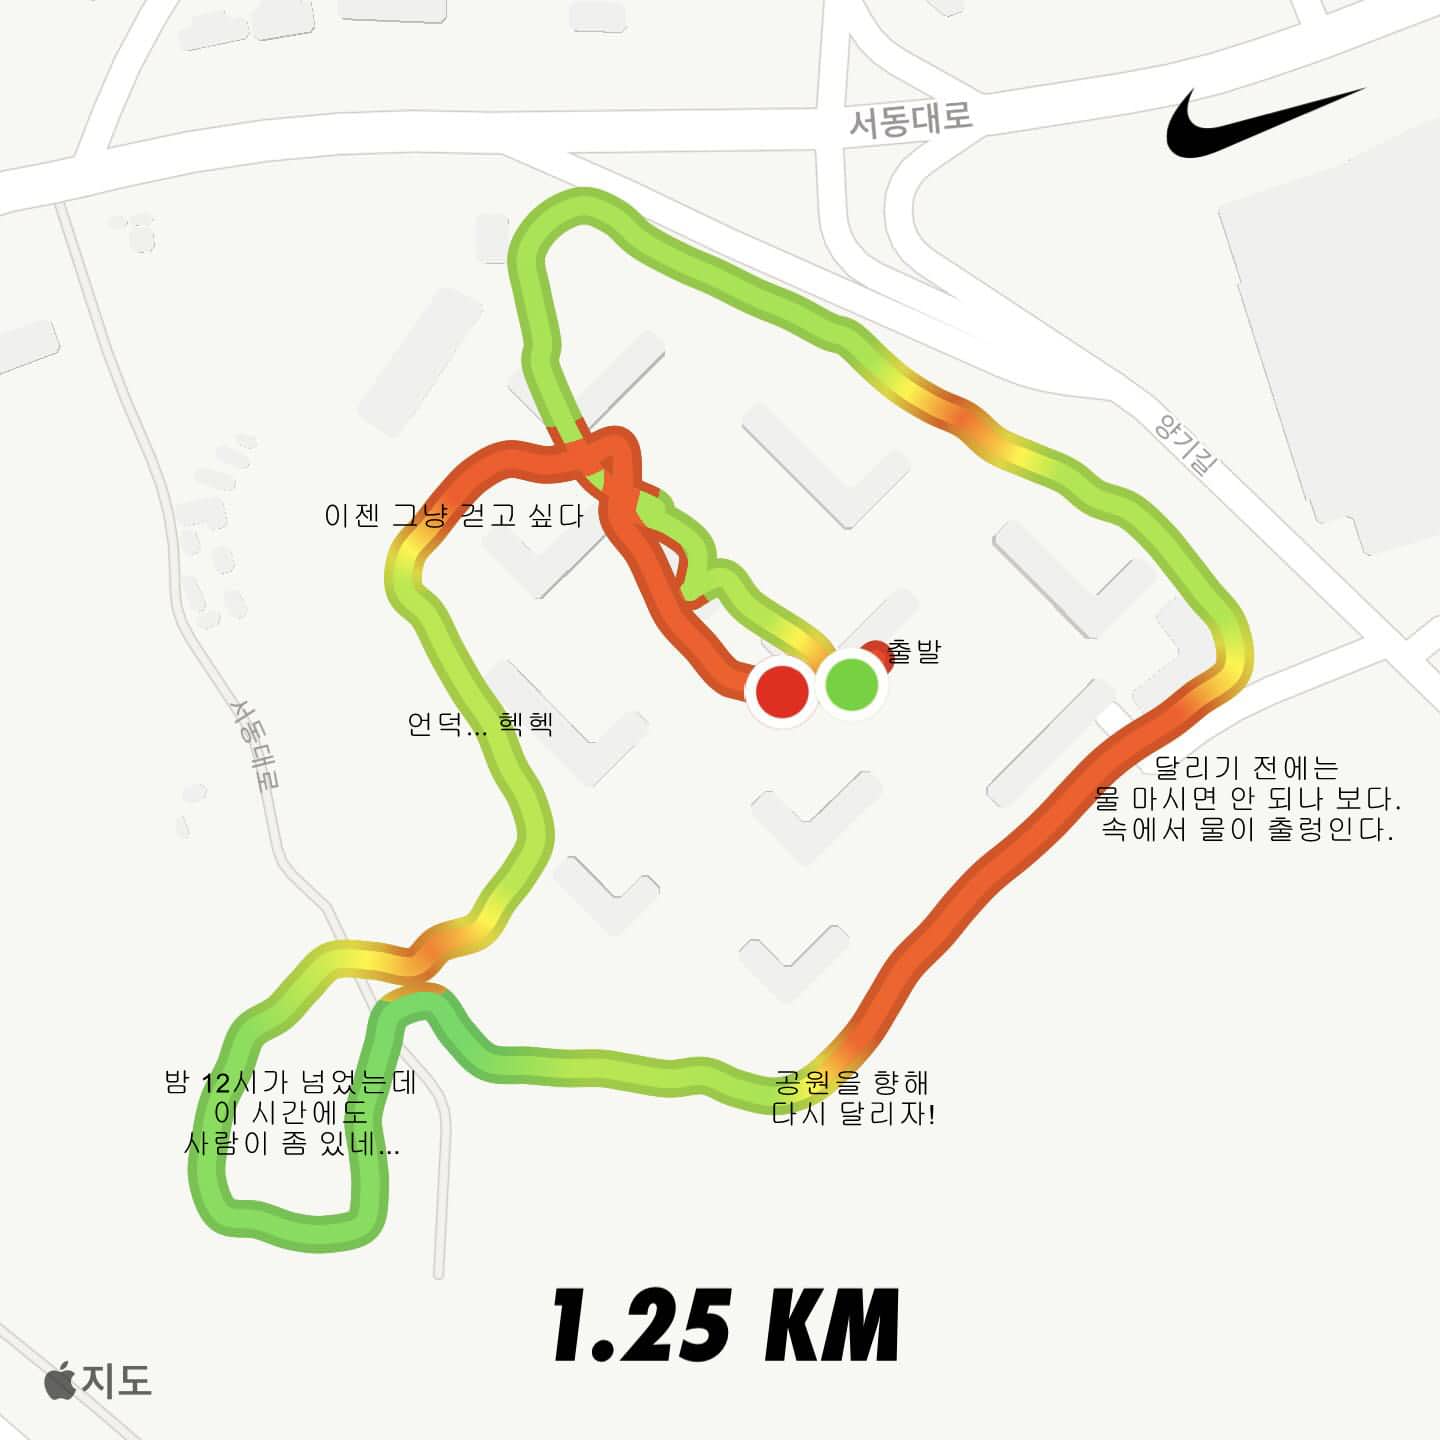 서동대로
양기길
이젠 그냥 걷고 싶다
출발
서동대로
언덕... 헥헥
달리기 전에는
물 마시면 안 되나 보다.
속에서 물이 출렁인다.
밤 12시가 넘었는데
이 시간에도
사람이 좀 있네...
공원을 향해
다시 달리자!
1.25 KM
지도